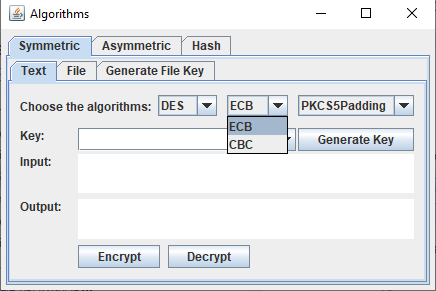 Algorithms
Symmetric Asymmetric Hash
Text File Generate File Key
Choose the algorithms: DES ECB PKCS5Padding
ECB
Key: Generate Key
CBC
Input:
Output:
Encrypt Decrypt